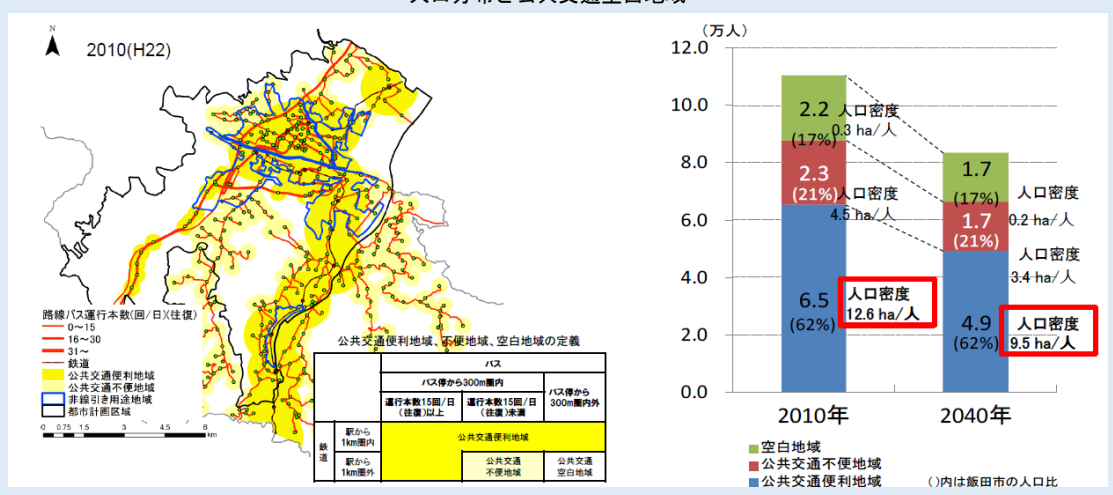 N
2010(H22)
路線バス運行本数(回/日)(往復)
0～15
16～30
31～
鉄道
公共交通便利地域
公共交通不便地域
非線引き用途地域
都市計画区域
0 0.75 1.5 3 4.5 6
km
公共交通便利地域、不便地域、空白地域の定義
バス
バス停から300m圏内
バス停から
300m圏内外
運行本数15回/日
(往復)以上
運行本数15回/日
(往復)未満
鉄道
駅から
1km圏内
公共交通便利地域
駅から
1km圏外
公共交通
不便地域
公共交通
空白地域
(万人)
12.0
10.0
8.0
6.0
4.0
2.0
0.0
2.2
(17%)
人口密度
0.3 ha/人
2.3
(21%)
人口密度
4.5 ha/人
6.5
(62%)
人口密度
12.6 ha/人
1.7
(17%)
人口密度
0.2 ha/人
1.7
(21%)
人口密度
3.4 ha/人
4.9
(62%)
人口密度
9.5 ha/人
2010年
2040年
空白地域
公共交通不便地域
公共交通便利地域
()内は飯田市の人口比